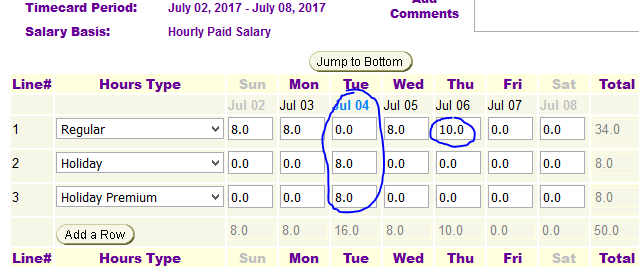 Add
Timecard Period: July 02, 2017 - July 08, 2017 Comments
Salary Basis: Hourly Paid Salary
Jump to Bottom
Line# Hours Type Sun Mon Tue Wed Thu Fri Sat Total
Jul 02 Jul 03 Jul 04 Jul 05 Jul 06 Jul 07 Jul 08
1 Regular 8.0 8.0 0.0 8.0 10.0 0.0 0.0 34.0
2 Holiday 0.0 0.0 8.0 0.0 0.0 0.0 0.0 8.0
3 Holiday Premium 0.0 0.0 8.0 0.0 0.0 0.0 0.0 8.0
Add a Row 8.0 8.0 16.0 8.0 10.0 0.0 0.0 50.0
Line# Hours Type Sun Mon Tue Wed Thu Fri Sat Total